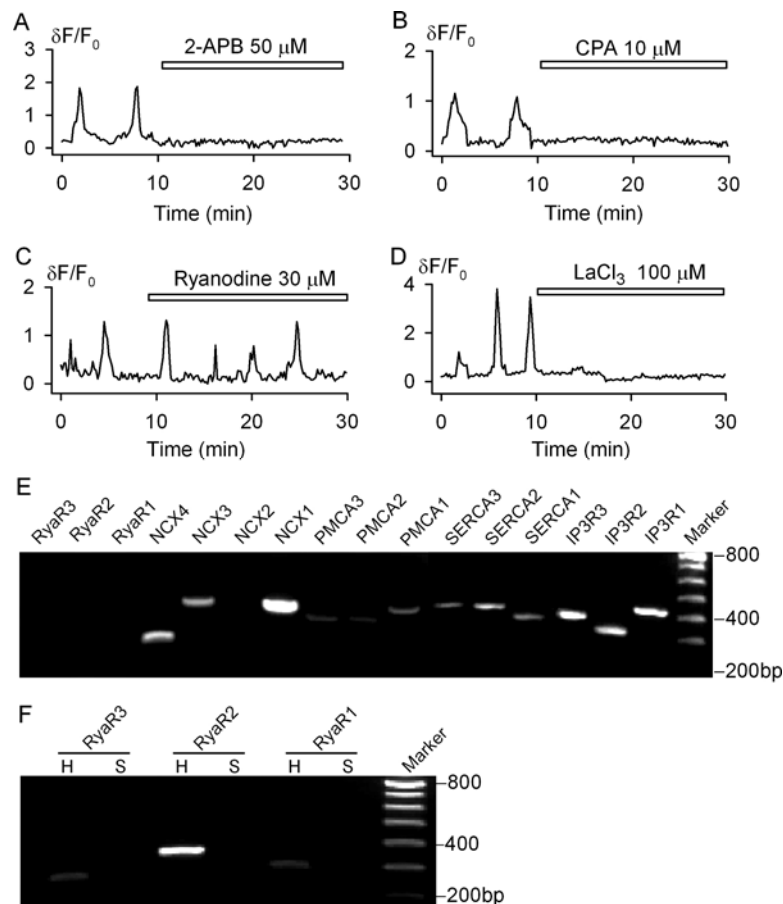 A
δF/F0
2-APB 50 μM
3
2
1
0
0 10 20 30
Time (min)
B
δF/F0
CPA 10 μM
2
1
0
0 10 20 30
Time (min)
C
δF/F0
Ryanodine 30 μM
2
1
0
0 10 20 30
Time (min)
D
δF/F0
LaCl3 100 μM
4
2
0
0 10 20 30
Time (min)
E
RyaR3 RyaR2 RyaR1 NCX4 NCX3 NCX2 NCX1 PMCA3 PMCA2 PMCA1 SERCA3 SERCA2 SERCA1 IP3R3 IP3R2 IP3R1 Marker
–800
–400
–200bp
F
RyaR3 RyaR2 RyaR1 Marker
H S H S H S
–800
–400
–200bp